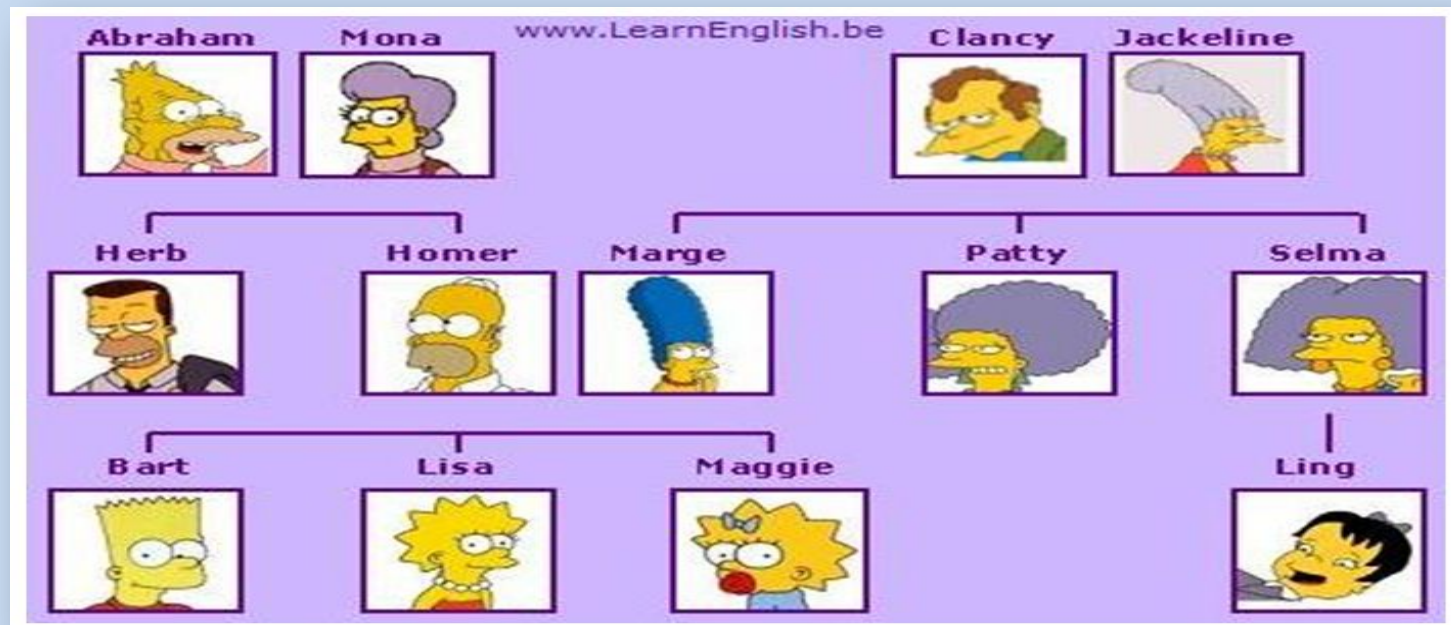 www.LearnEnglish.be
Abraham Mona Clancy Jackeline
Herb Homer Marge Patty Selma
Bart Lisa Maggie Ling